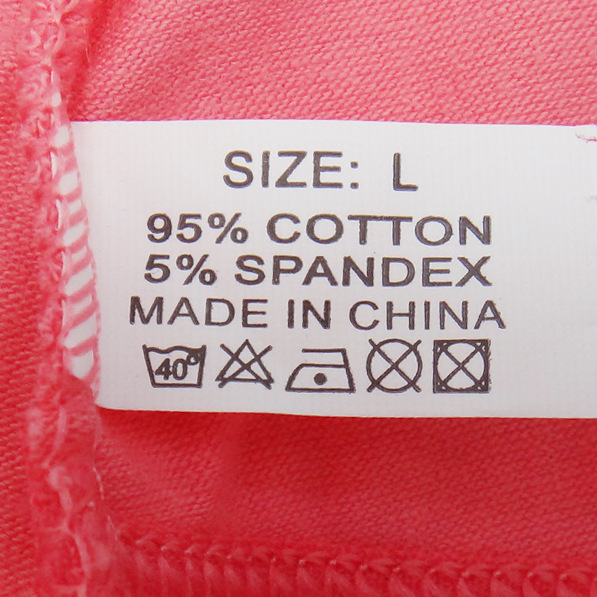 SIZE: L
95% COTTON
5% SPANDEX
MADE IN CHINA
40°